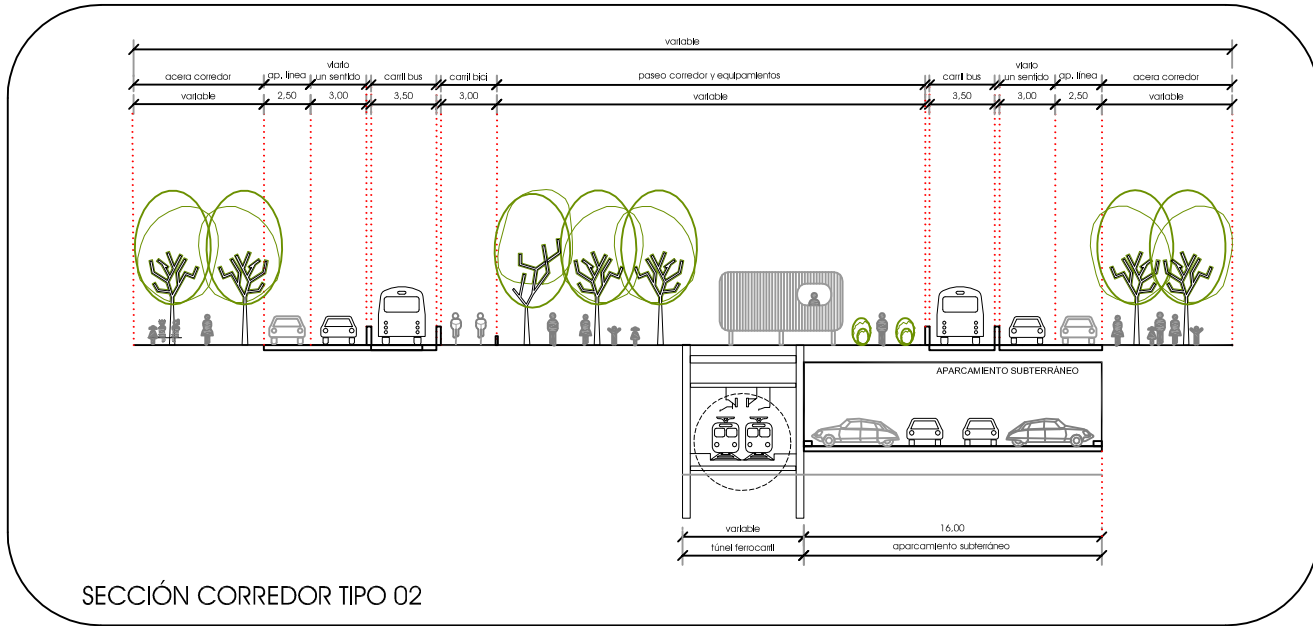 variable
acera corredor ap. línea viario un sentido carril bus carril bici paseo corredor y equipamientos carril bus viario un sentido ap. línea acera corredor
variable 2,50 3,00 3,50 3,00 variable 3,50 3,00 2,50 variable
APARCAMIENTO SUBTERRÁNEO
variable 16,00
túnel ferrocarril aparcamiento subterráneo
SECCIÓN CORREDOR TIPO 02